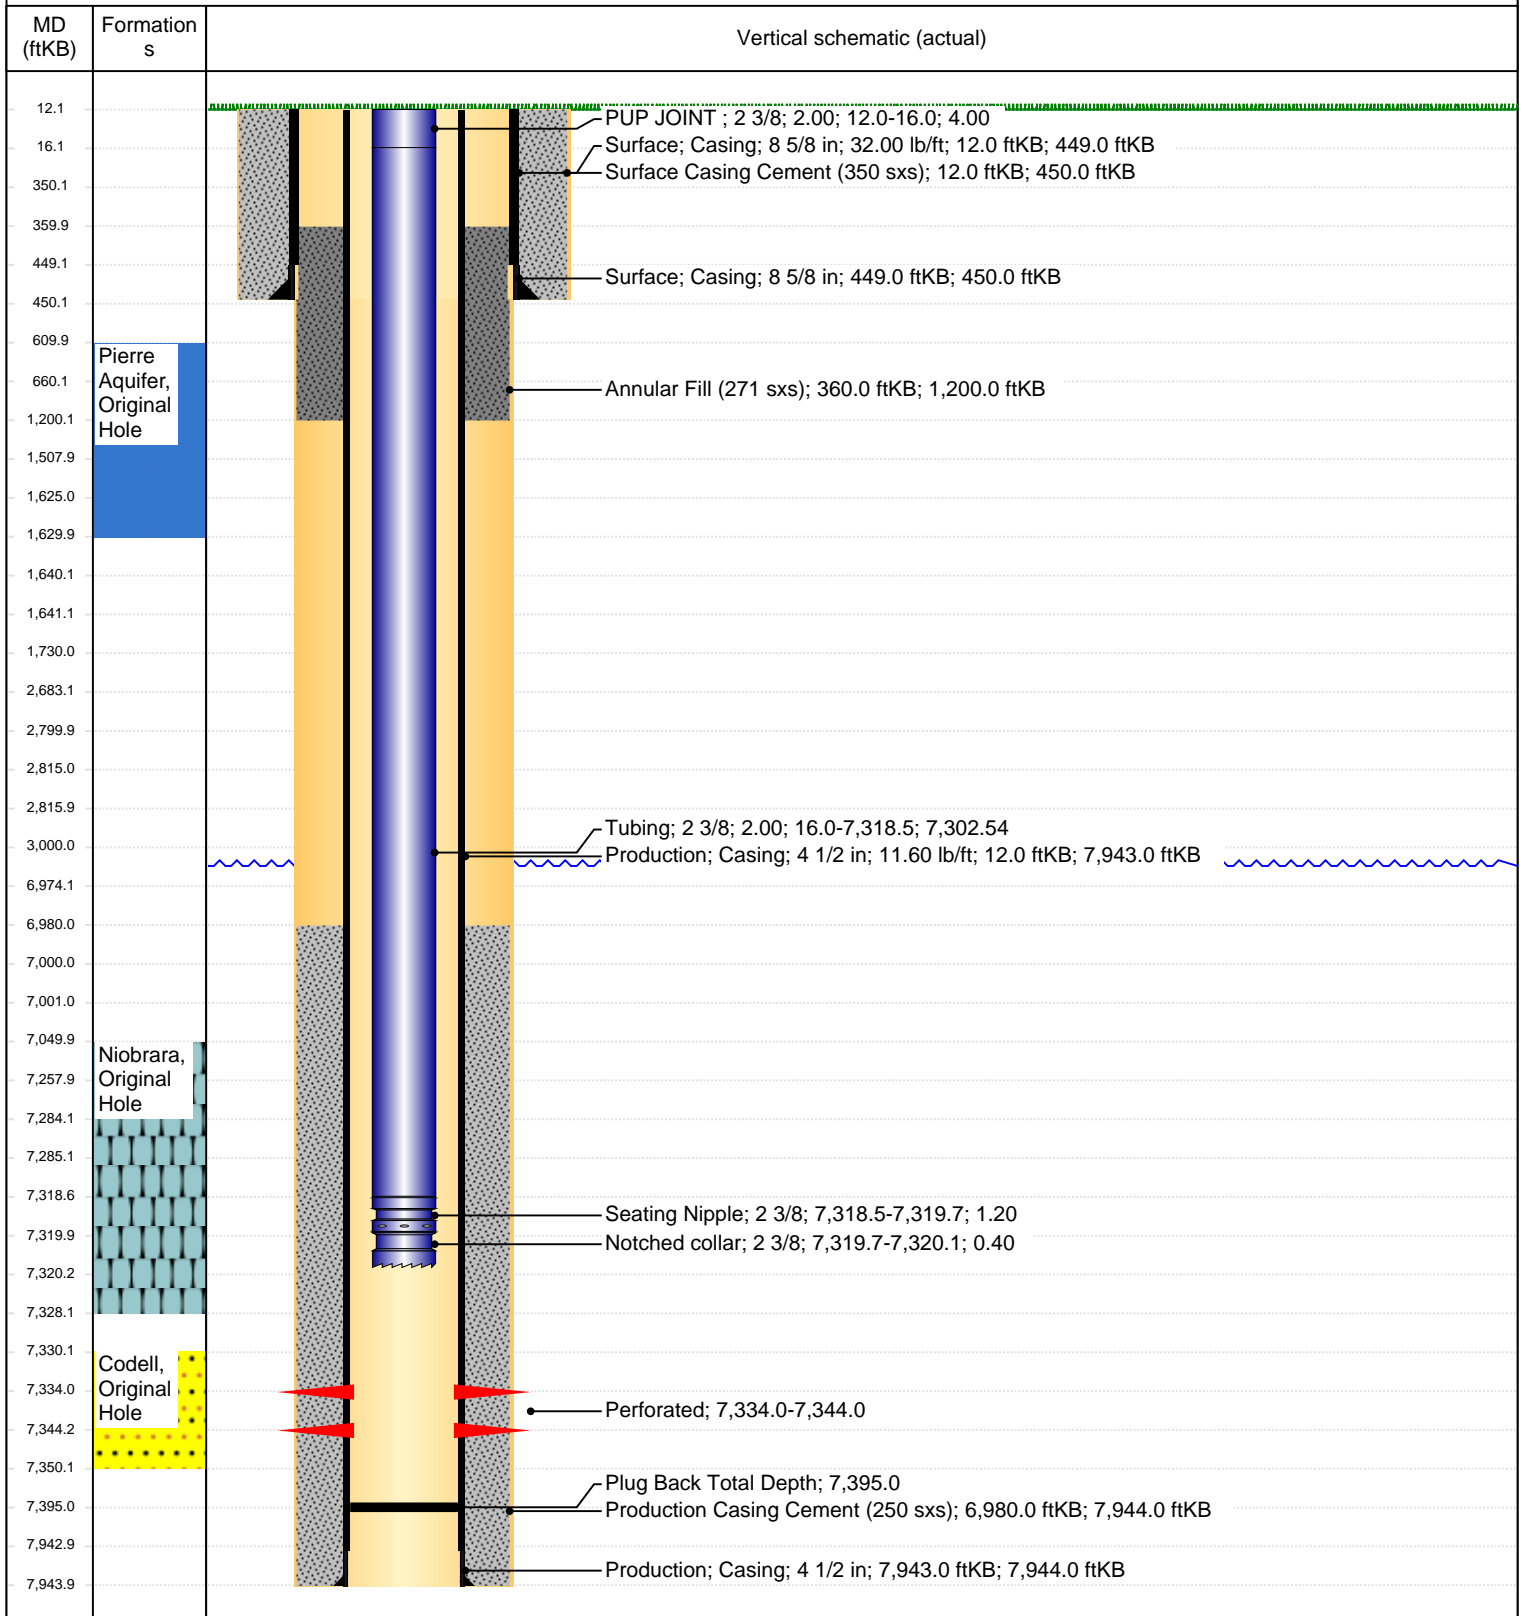 MD
(ftKB)
Formation
s
Vertical schematic (actual)
12.1
16.1
350.1
359.9
449.1
450.1
609.9
660.1
1,200.1
1,507.9
1,625.0
1,629.9
1,640.1
1,641.1
1,730.0
2,683.1
2,799.9
2,815.0
2,815.9
3,000.0
6,974.1
6,980.0
7,000.0
7,001.0
7,049.9
7,257.9
7,284.1
7,285.1
7,318.6
7,319.9
7,320.2
7,328.1
7,330.1
7,334.0
7,344.2
7,350.1
7,395.0
7,942.9
7,943.9
Pierre
Aquifer,
Original
Hole
Niobrara,
Original
Hole
Codell,
Original
Hole
PUP JOINT ; 2 3/8; 2.00; 12.0-16.0; 4.00
Surface; Casing; 8 5/8 in; 32.00 lb/ft; 12.0 ftKB; 449.0 ftKB
Surface Casing Cement (350 sxs); 12.0 ftKB; 450.0 ftKB
Surface; Casing; 8 5/8 in; 449.0 ftKB; 450.0 ftKB
Annular Fill (271 sxs); 360.0 ftKB; 1,200.0 ftKB
Tubing; 2 3/8; 2.00; 16.0-7,318.5; 7,302.54
Production; Casing; 4 1/2 in; 11.60 lb/ft; 12.0 ftKB; 7,943.0 ftKB
Seating Nipple; 2 3/8; 7,318.5-7,319.7; 1.20
Notched collar; 2 3/8; 7,319.7-7,320.1; 0.40
Perforated; 7,334.0-7,344.0
Plug Back Total Depth; 7,395.0
Production Casing Cement (250 sxs); 6,980.0 ftKB; 7,944.0 ftKB
Production; Casing; 4 1/2 in; 7,943.0 ftKB; 7,944.0 ftKB